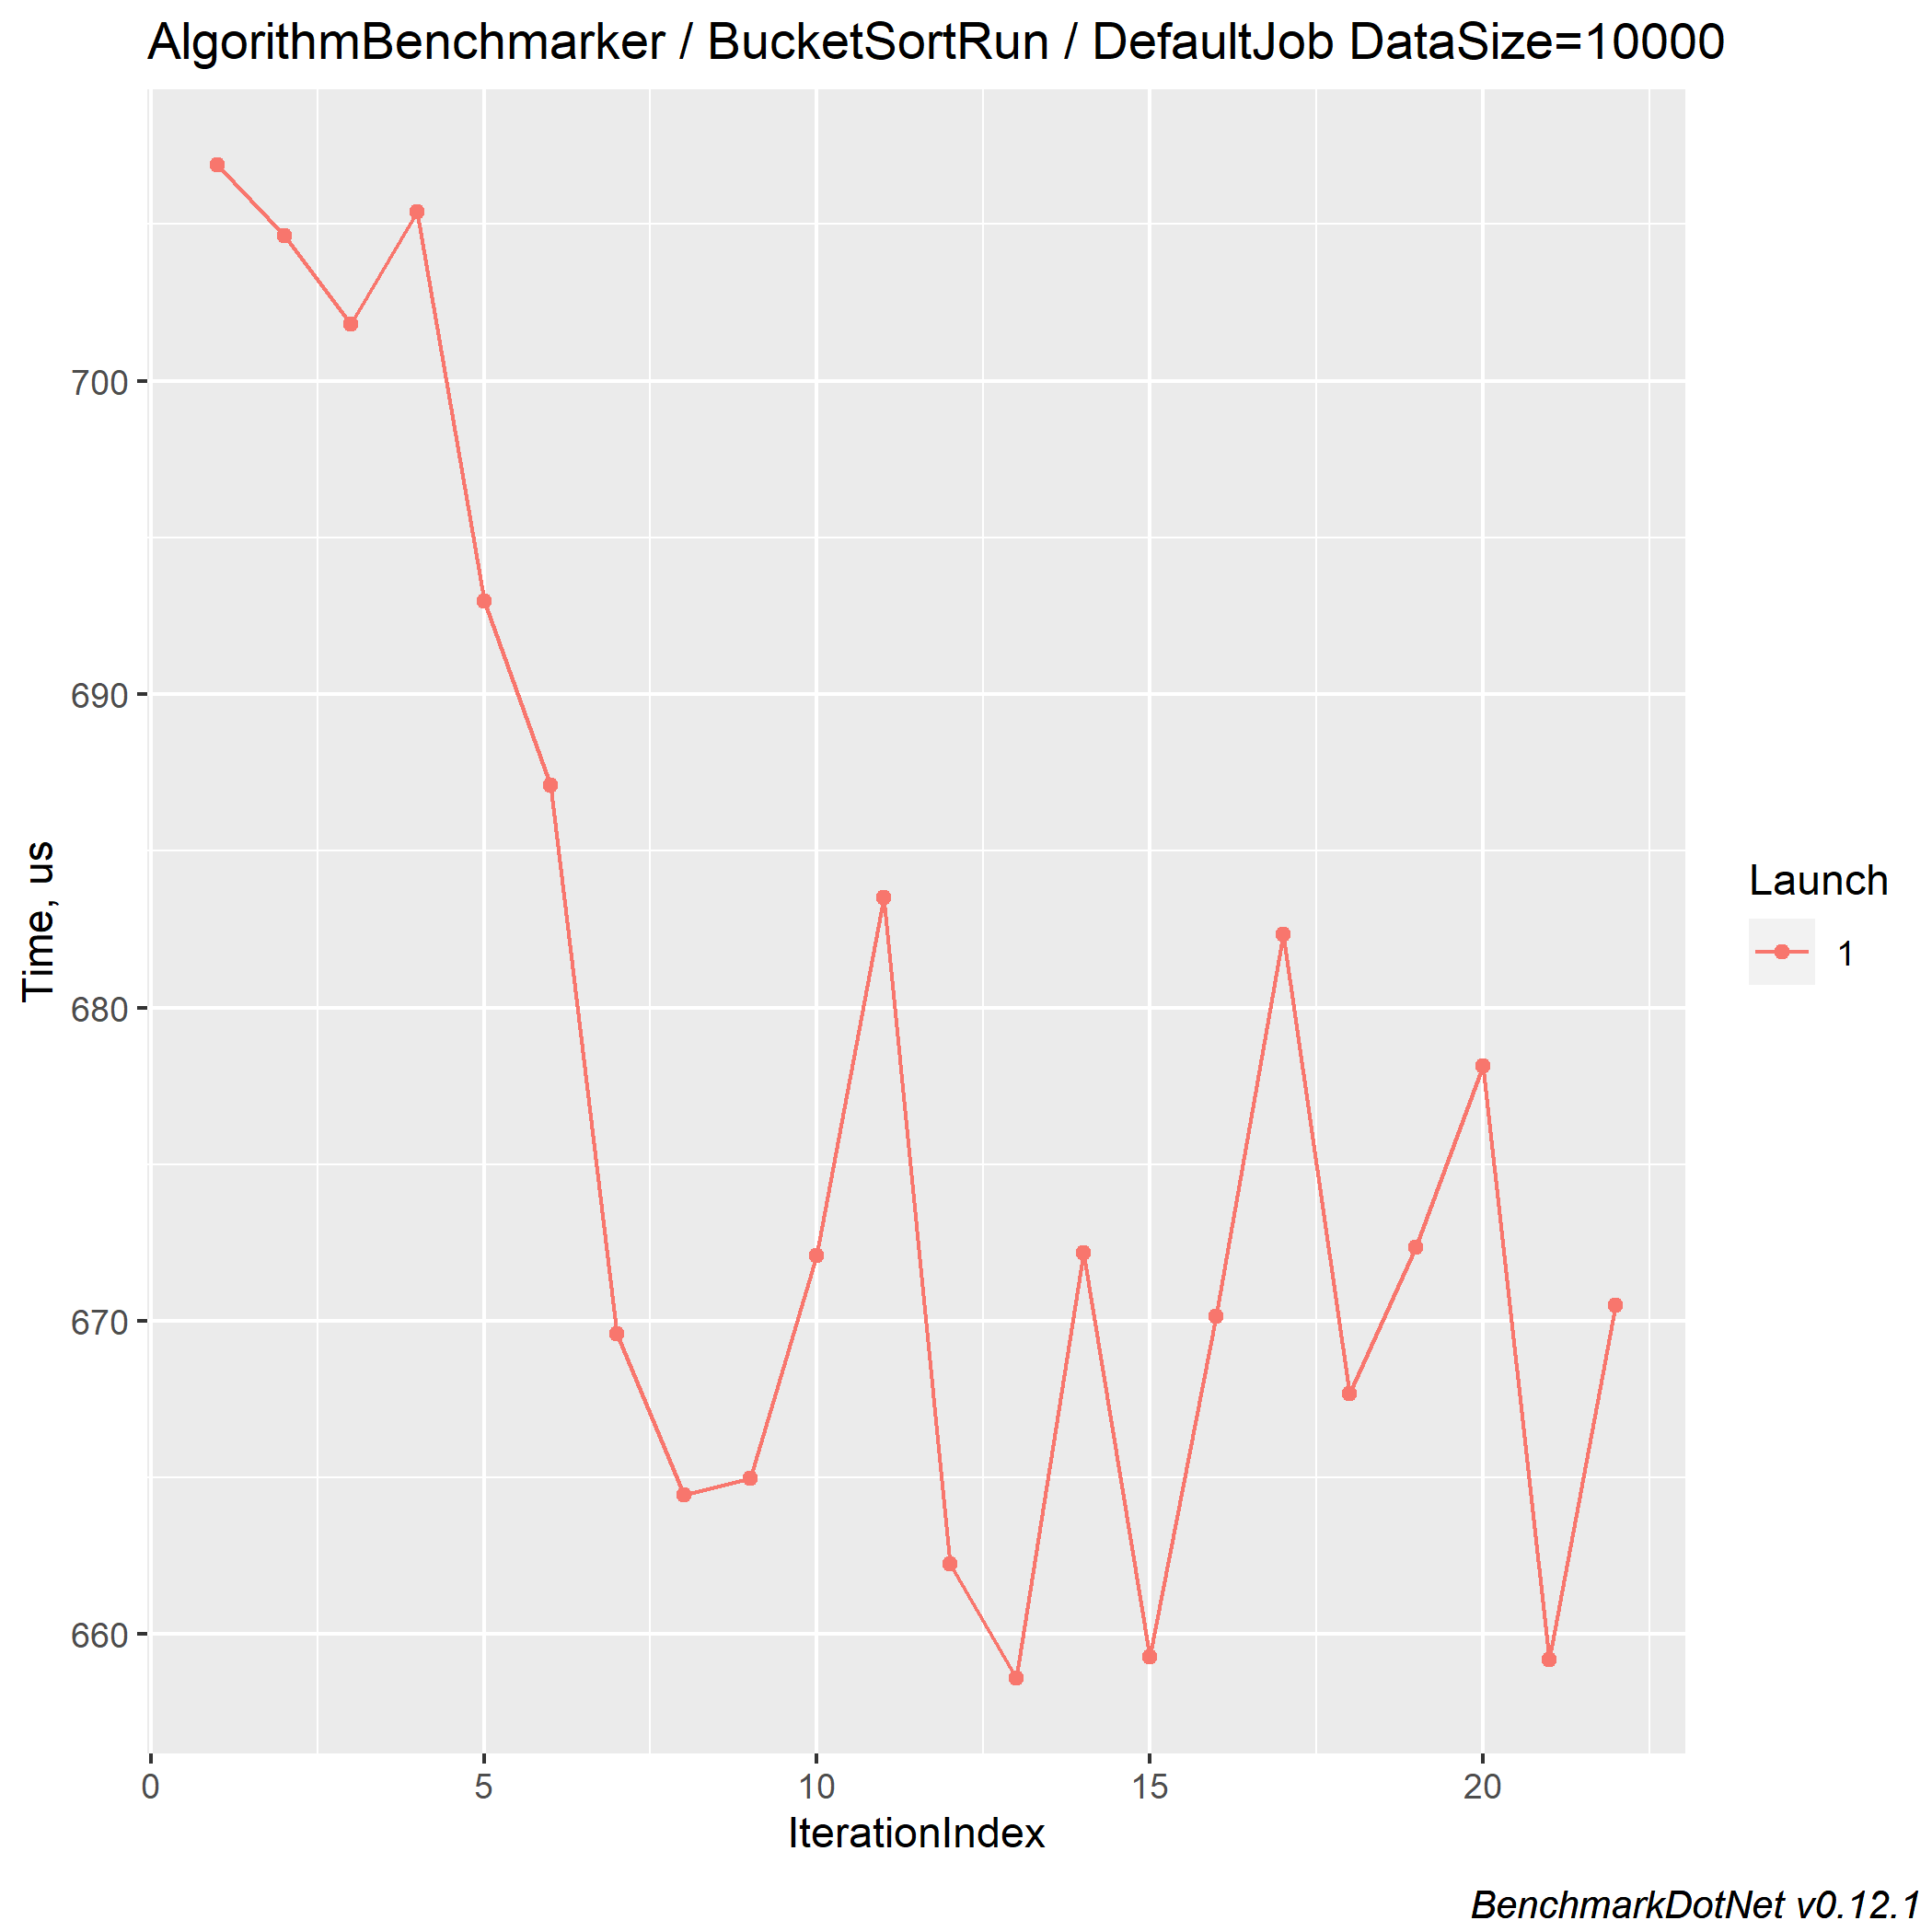 AlgorithmBenchmarker / BucketSortRun / DefaultJob DataSize=10000
Time, us
700
690
680
670
660
0 5 10 15 20
IterationIndex
Launch
1
BenchmarkDotNet v0.12.1